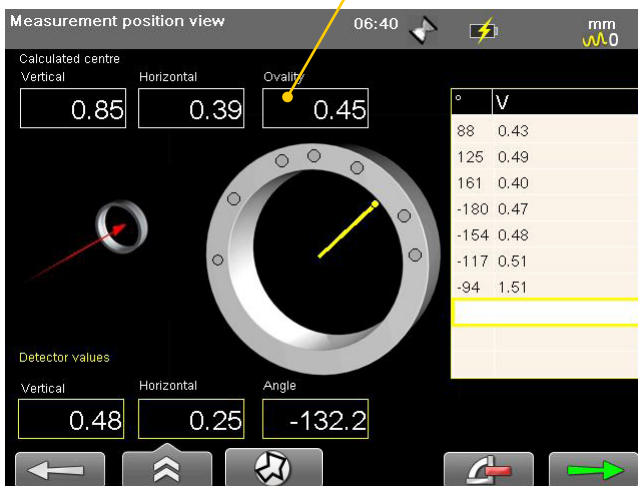 Measurement position view 06:40 mm
0
Calculated centre
Vertical Horizontal Ovality
0.85 0.39 0.45
° V
88 0.43
125 0.49
161 0.40
-180 0.47
-154 0.48
-117 0.51
-94 1.51
Detector values
Vertical Horizontal Angle
0.48 0.25 -132.2